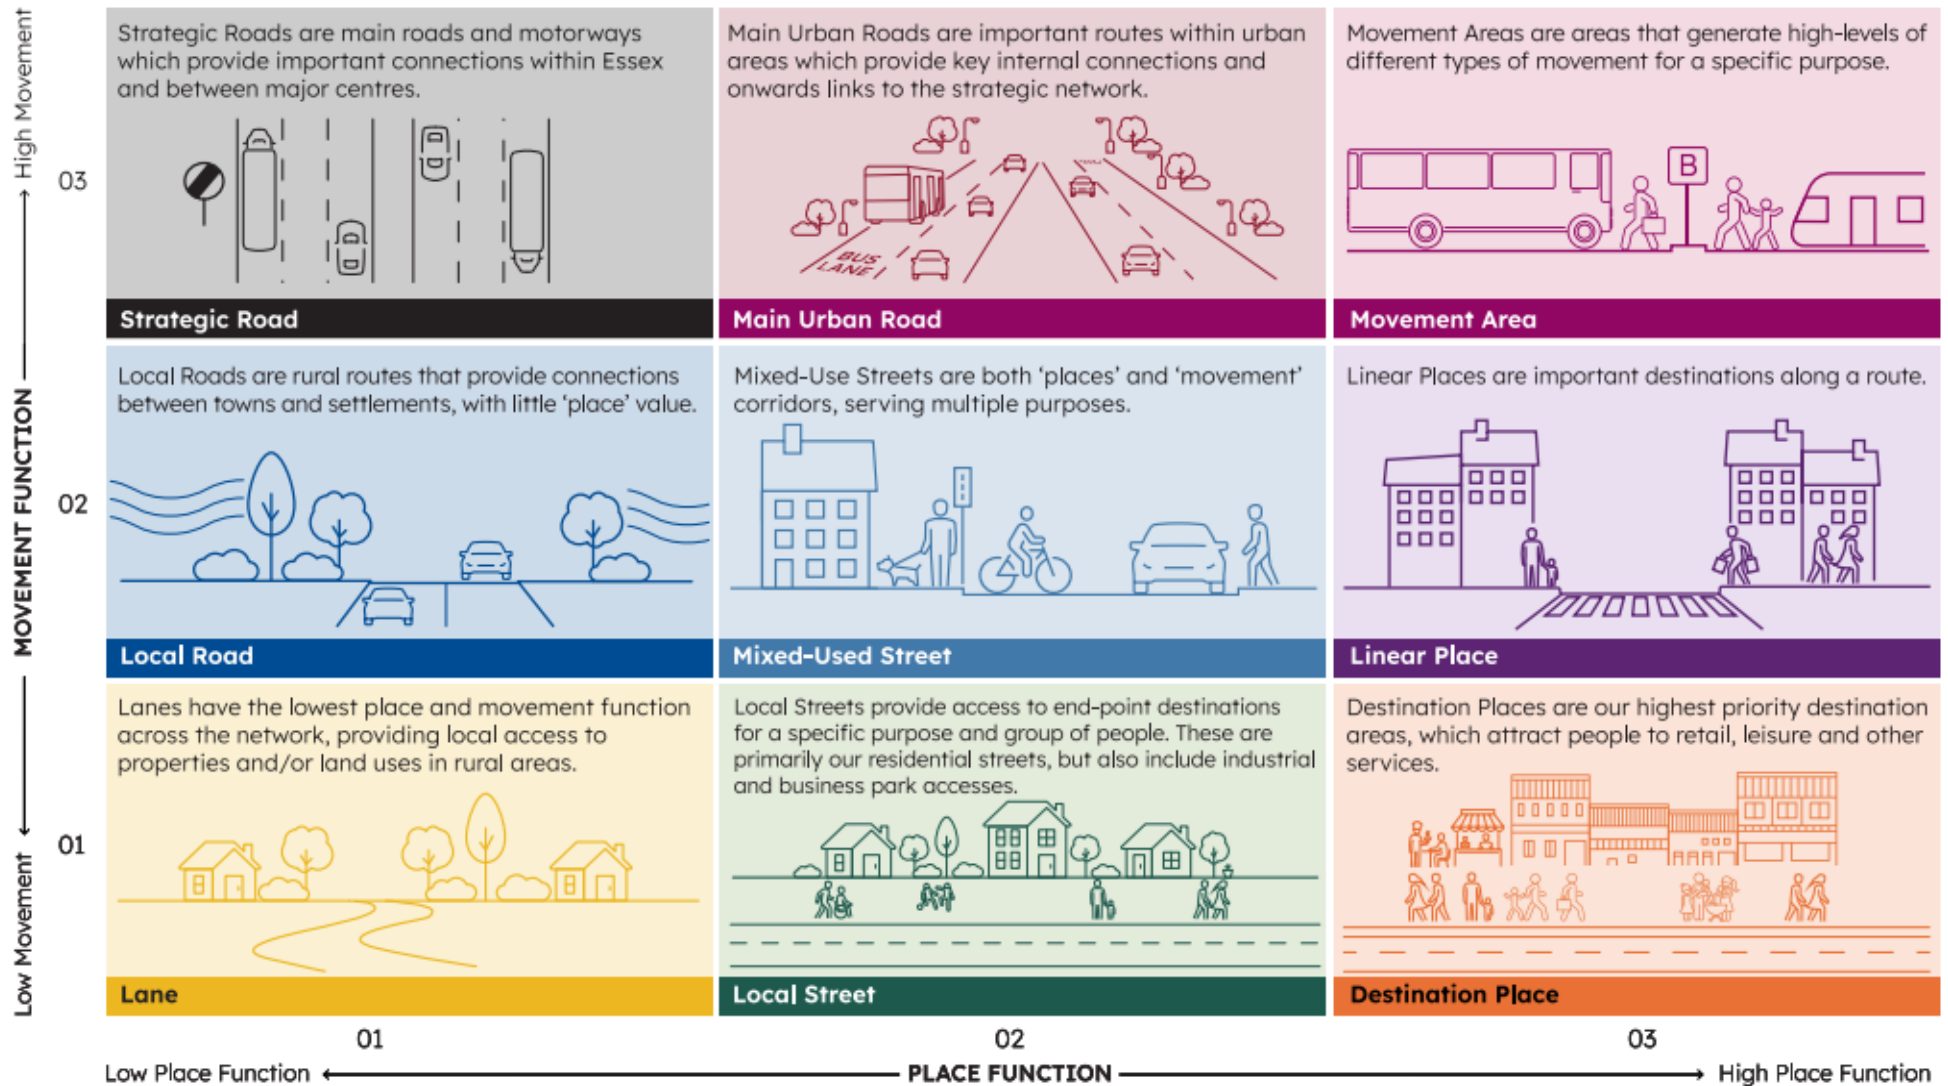 High Movement
MOVEMENT FUNCTION
Low Movement
03
Strategic Roads are main roads and motorways
which provide important connections within Essex
and between major centres.
Strategic Road
Main Urban Roads are important routes within urban
areas which provide key internal connections and
onwards links to the strategic network.
BUS
LANE
Main Urban Road
Movement Areas are areas that generate high-levels of
different types of movement for a specific purpose.
B
Movement Area
02
Local Roads are rural routes that provide connections
between towns and settlements, with little ‘place’ value.
Local Road
Mixed-Use Streets are both ‘places’ and ‘movement’
corridors, serving multiple purposes.
Mixed-Used Street
Linear Places are important destinations along a route.
Linear Place
01
Lanes have the lowest place and movement function
across the network, providing local access to
properties and/or land uses in rural areas.
Lane
Local Streets provide access to end-point destinations
for a specific purpose and group of people. These are
primarily our residential streets, but also include industrial
and business park accesses.
Local Street
Destination Places are our highest priority destination
areas, which attract people to retail, leisure and other
services.
Destination Place
01
02
03
Low Place Function
PLACE FUNCTION
High Place Function